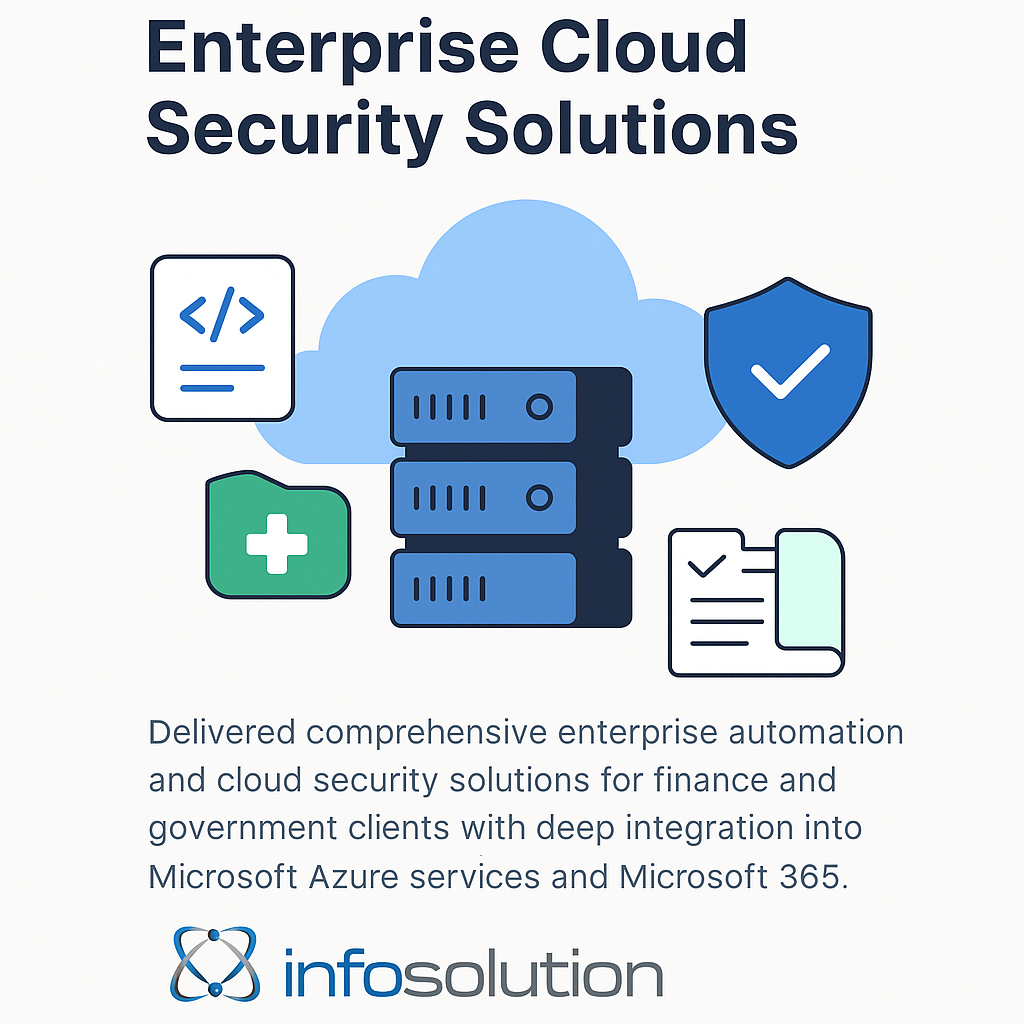 Enterprise Cloud
Security Solutions
Delivered comprehensive enterprise automation
and cloud security solutions for finance and
government clients with deep integration into
Microsoft Azure services and Microsoft 365.
infosolution